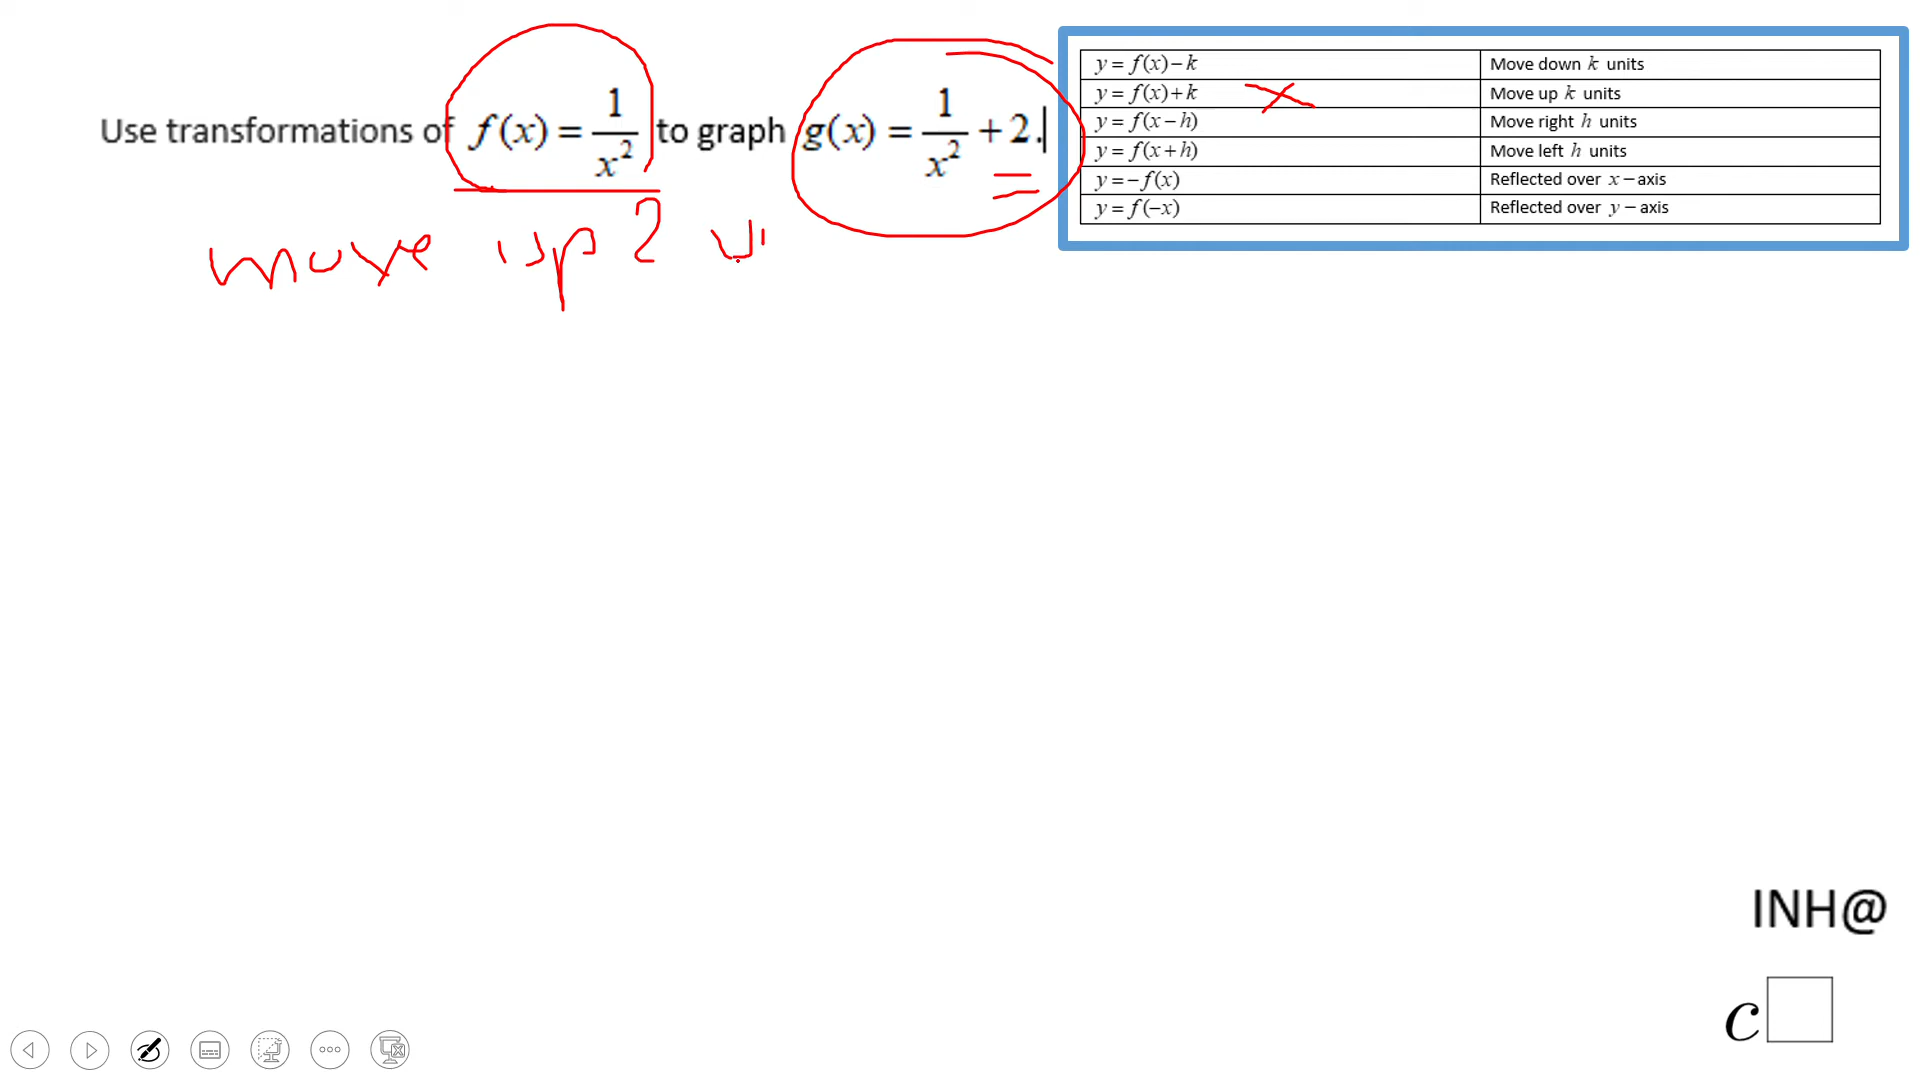 Use transformations of f(x) = 1/x² to graph g(x) = 1/x² + 2.
move up 2
y = f(x) − k Move down k units
y = f(x) + k Move up k units
y = f(x − h) Move right h units
y = f(x + h) Move left h units
y = − f(x) Reflected over x − axis
y = f(−x) Reflected over y − axis
INH@
c